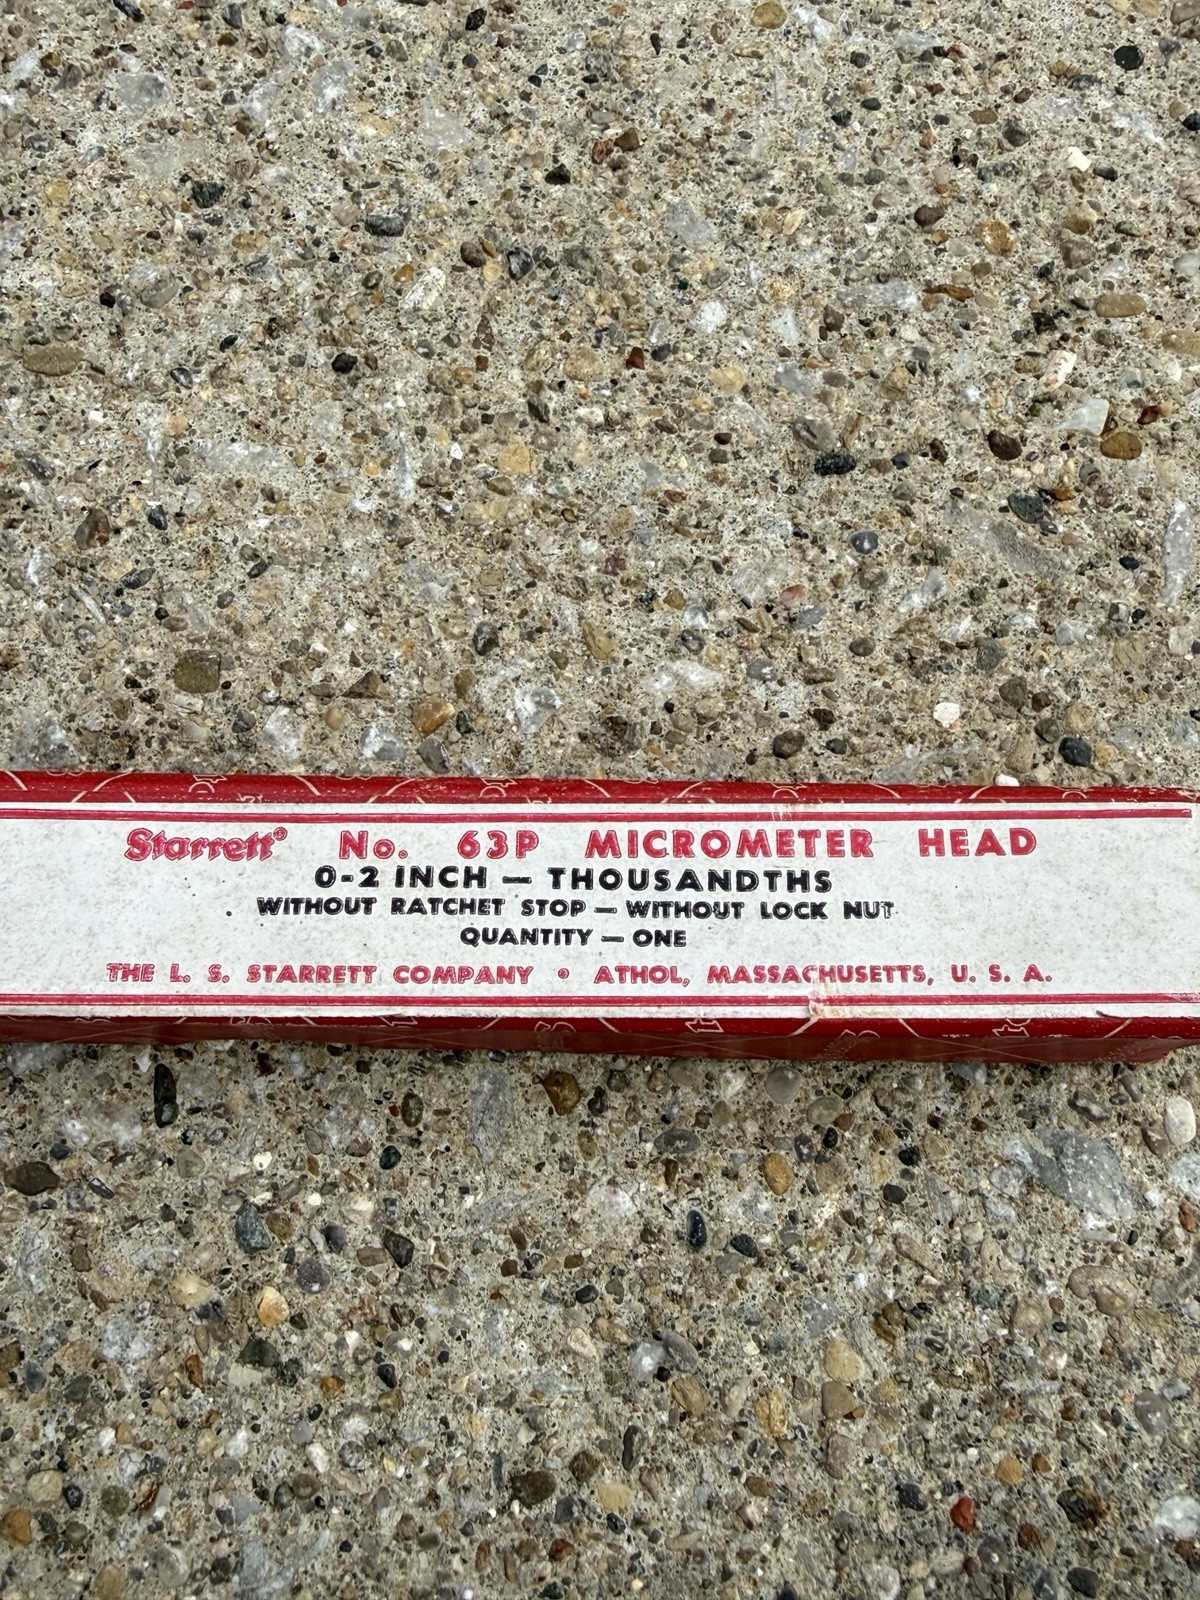 Starrett® No. 63P MICROMETER HEAD
0-2 INCH — THOUSANDTHS
WITHOUT RATCHET STOP — WITHOUT LOCK NUT
QUANTITY — ONE
THE L. S. STARRETT COMPANY • ATHOL, MASSACHUSETTS, U. S. A.